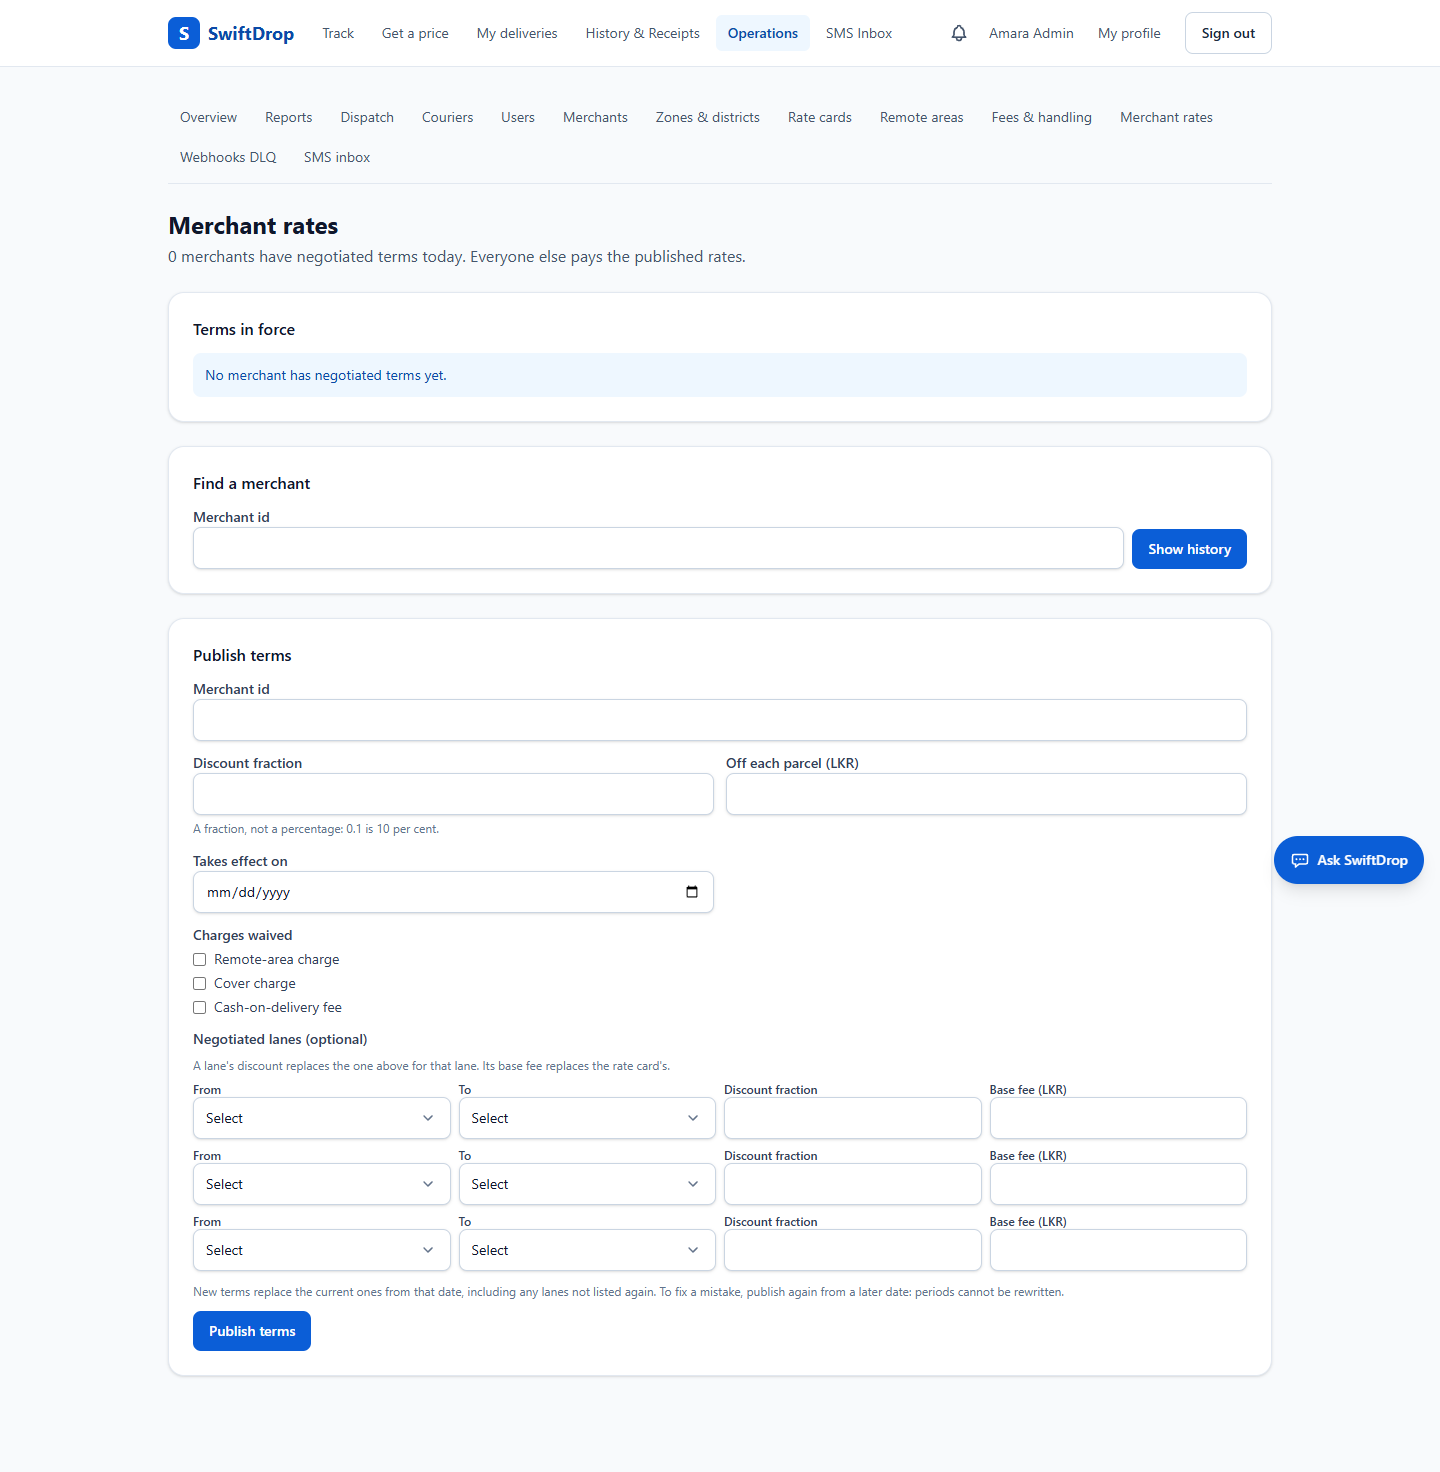 S SwiftDrop Track Get a price My deliveries History & Receipts Operations SMS Inbox Amara Admin My profile Sign out
Overview Reports Dispatch Couriers Users Merchants Zones & districts Rate cards Remote areas Fees & handling Merchant rates
Webhooks DLQ SMS inbox
Merchant rates
0 merchants have negotiated terms today. Everyone else pays the published rates.
Terms in force
No merchant has negotiated terms yet.
Find a merchant
Merchant id
Show history
Publish terms
Merchant id
Discount fraction Off each parcel (LKR)
A fraction, not a percentage: 0.1 is 10 per cent.
Ask SwiftDrop
Takes effect on
mm/dd/yyyy
Charges waived
Remote-area charge
Cover charge
Cash-on-delivery fee
Negotiated lanes (optional)
A lane's discount replaces the one above for that lane. Its base fee replaces the rate card's.
From To Discount fraction Base fee (LKR)
Select Select
From To Discount fraction Base fee (LKR)
Select Select
From To Discount fraction Base fee (LKR)
Select Select
New terms replace the current ones from that date, including any lanes not listed again. To fix a mistake, publish again from a later date: periods cannot be rewritten.
Publish terms